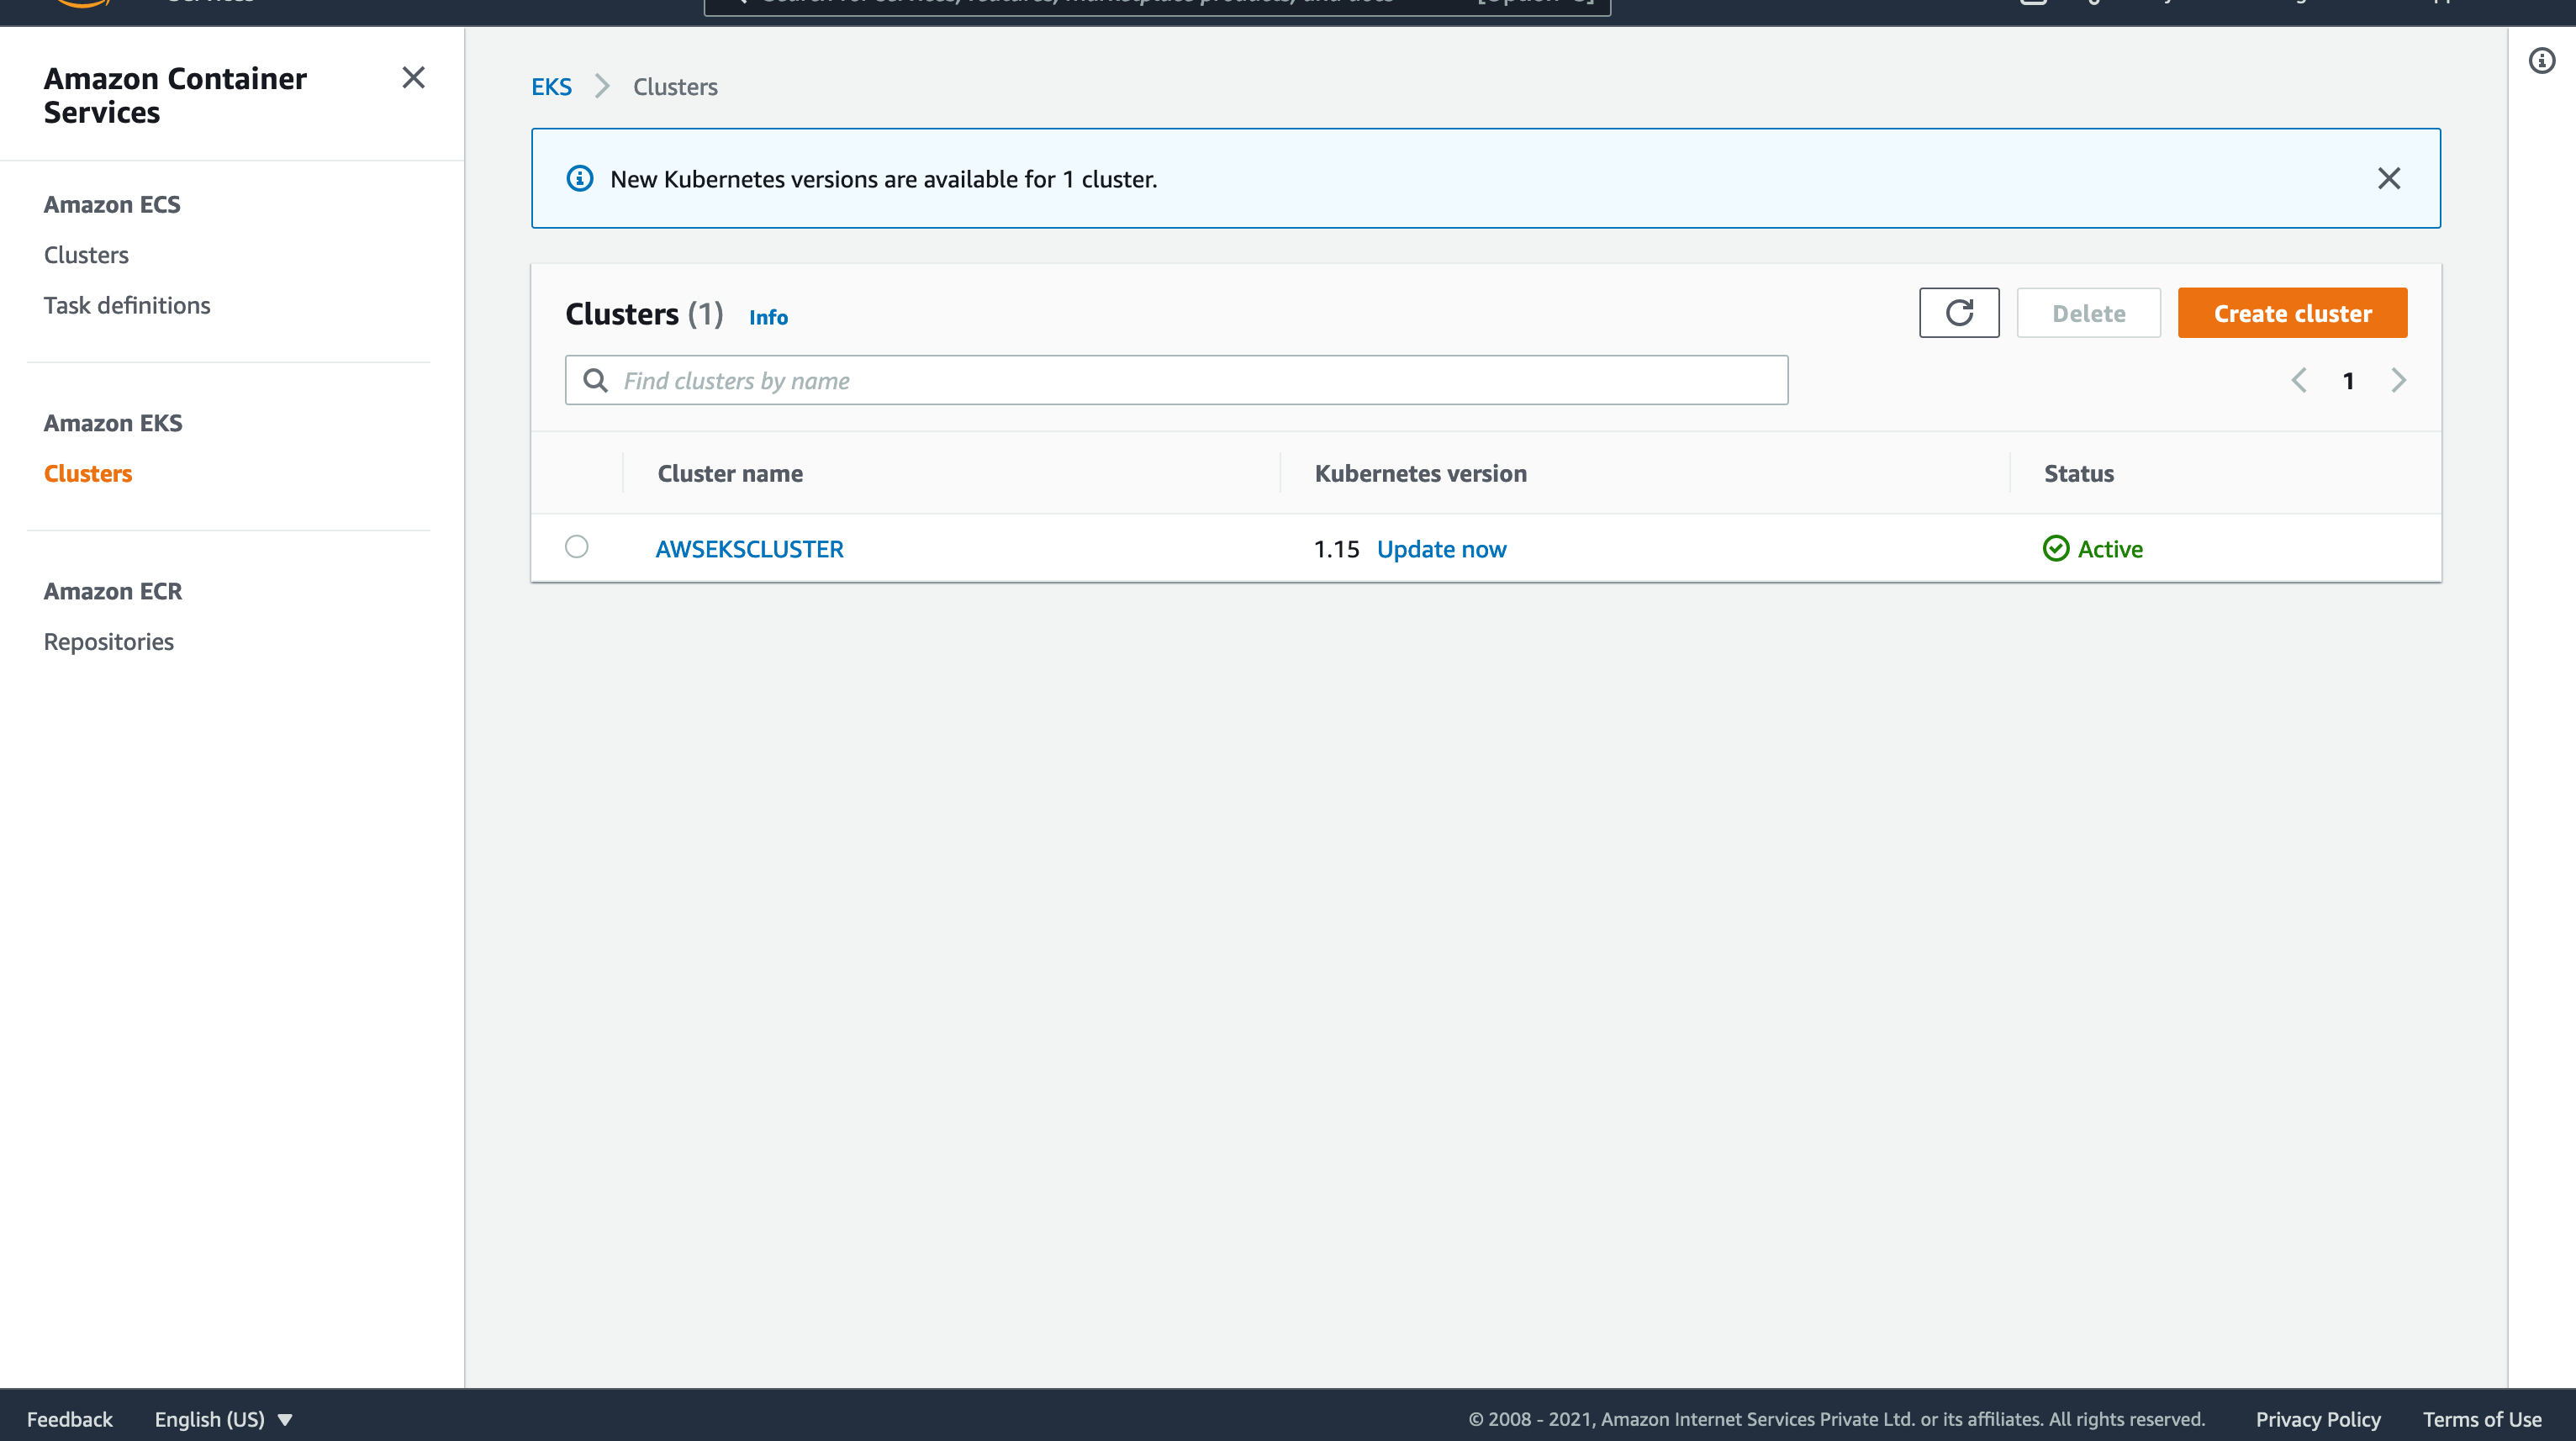 Amazon Container
Services
Amazon ECS
Clusters
Task definitions
Amazon EKS
Clusters
Amazon ECR
Repositories
EKS > Clusters
New Kubernetes versions are available for 1 cluster.
Clusters (1) Info
Delete
Create cluster
Find clusters by name
1
Cluster name Kubernetes version Status
AWSEKSCLUSTER 1.15 Update now Active
Feedback English (US) © 2008 - 2021, Amazon Internet Services Private Ltd. or its affiliates. All rights reserved. Privacy Policy Terms of Use